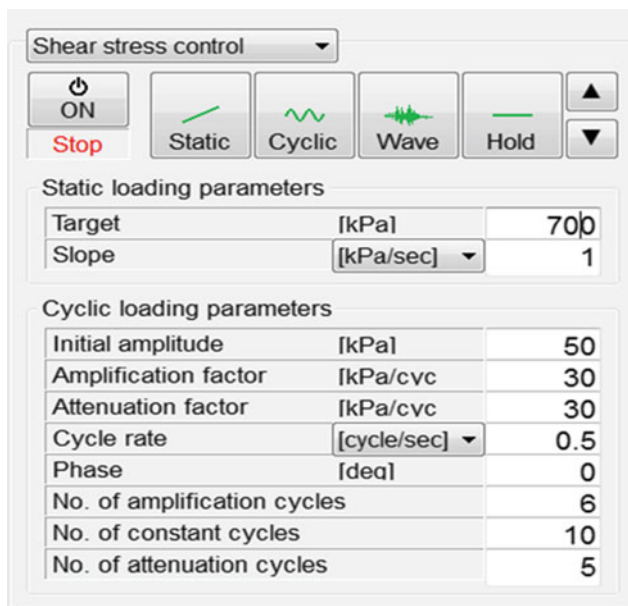 Shear stress control
ON
Stop
Static Cyclic Wave Hold
Static loading parameters
Target [kPa] 700
Slope [kPa/sec] 1
Cyclic loading parameters
Initial amplitude [kPa] 50
Amplification factor [kPa/cyc 30
Attenuation factor [kPa/cyc 30
Cycle rate [cycle/sec] 0.5
Phase [deg] 0
No. of amplification cycles 6
No. of constant cycles 10
No. of attenuation cycles 5